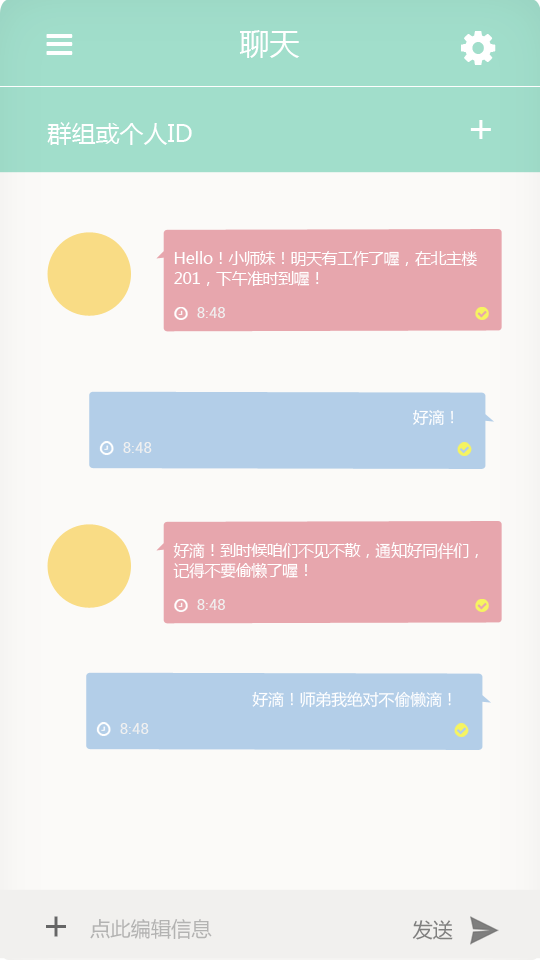 聊天
群组或个人ID
Hello！小师妹！明天有工作了喔，在北主楼
201，下午准时到喔！
8:48
好滴！
8:48
好滴！到时候咱们不见不散，通知好同伴们，
记得不要偷懒了喔！
8:48
好滴！师弟我绝对不偷懒滴！
8:48
点此编辑信息 发送